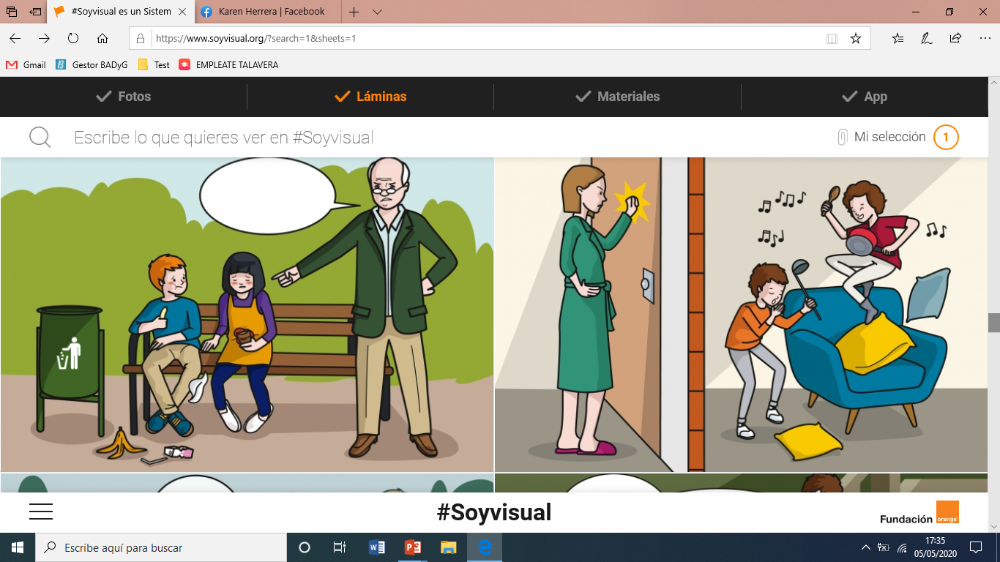 #Soyvisual es un Sistem
Karen Herrera | Facebook
https://www.soyvisual.org/?search=1&sheets=1
Gmail
Gestor BADyG
Test
EMPLEATE TALAVERA
Fotos
Láminas
Materiales
App
Escribe lo que quieres ver en #Soyvisual
Mi selección 1
#Soyvisual
Fundación
orange
Escribe aquí para buscar
17:35
05/05/2020